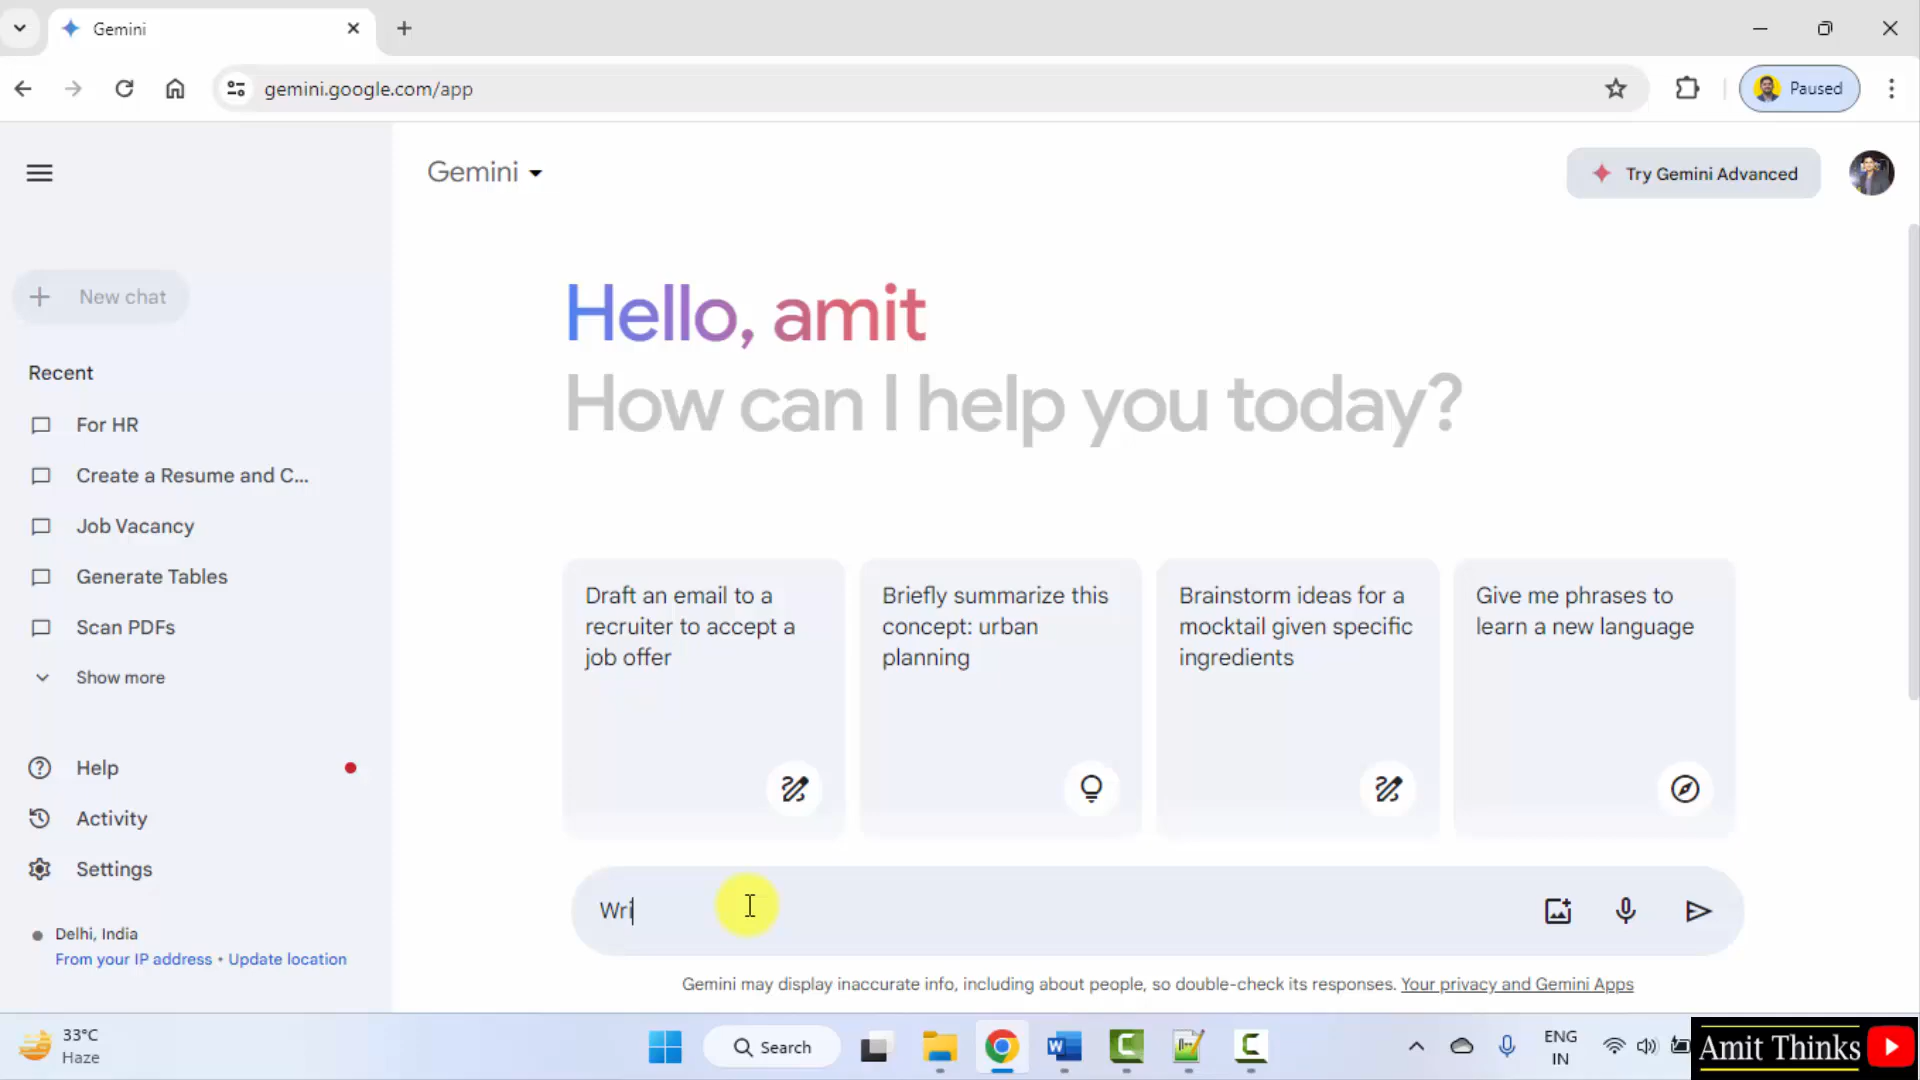 Gemini
gemini.google.com/app
Paused
Gemini
Try Gemini Advanced
New chat
Recent
For HR
Create a Resume and C...
Job Vacancy
Generate Tables
Scan PDFs
Show more
Help
Activity
Settings
Delhi, India
From your IP address • Update location
Hello, amit
How can I help you today?
Draft an email to a
recruiter to accept a
job offer
Briefly summarize this
concept: urban
planning
Brainstorm ideas for a
mocktail given specific
ingredients
Give me phrases to
learn a new language
Wri
Gemini may display inaccurate info, including about people, so double-check its responses. Your privacy and Gemini Apps
33°C
Haze
Search
ENG
IN
Amit Thinks